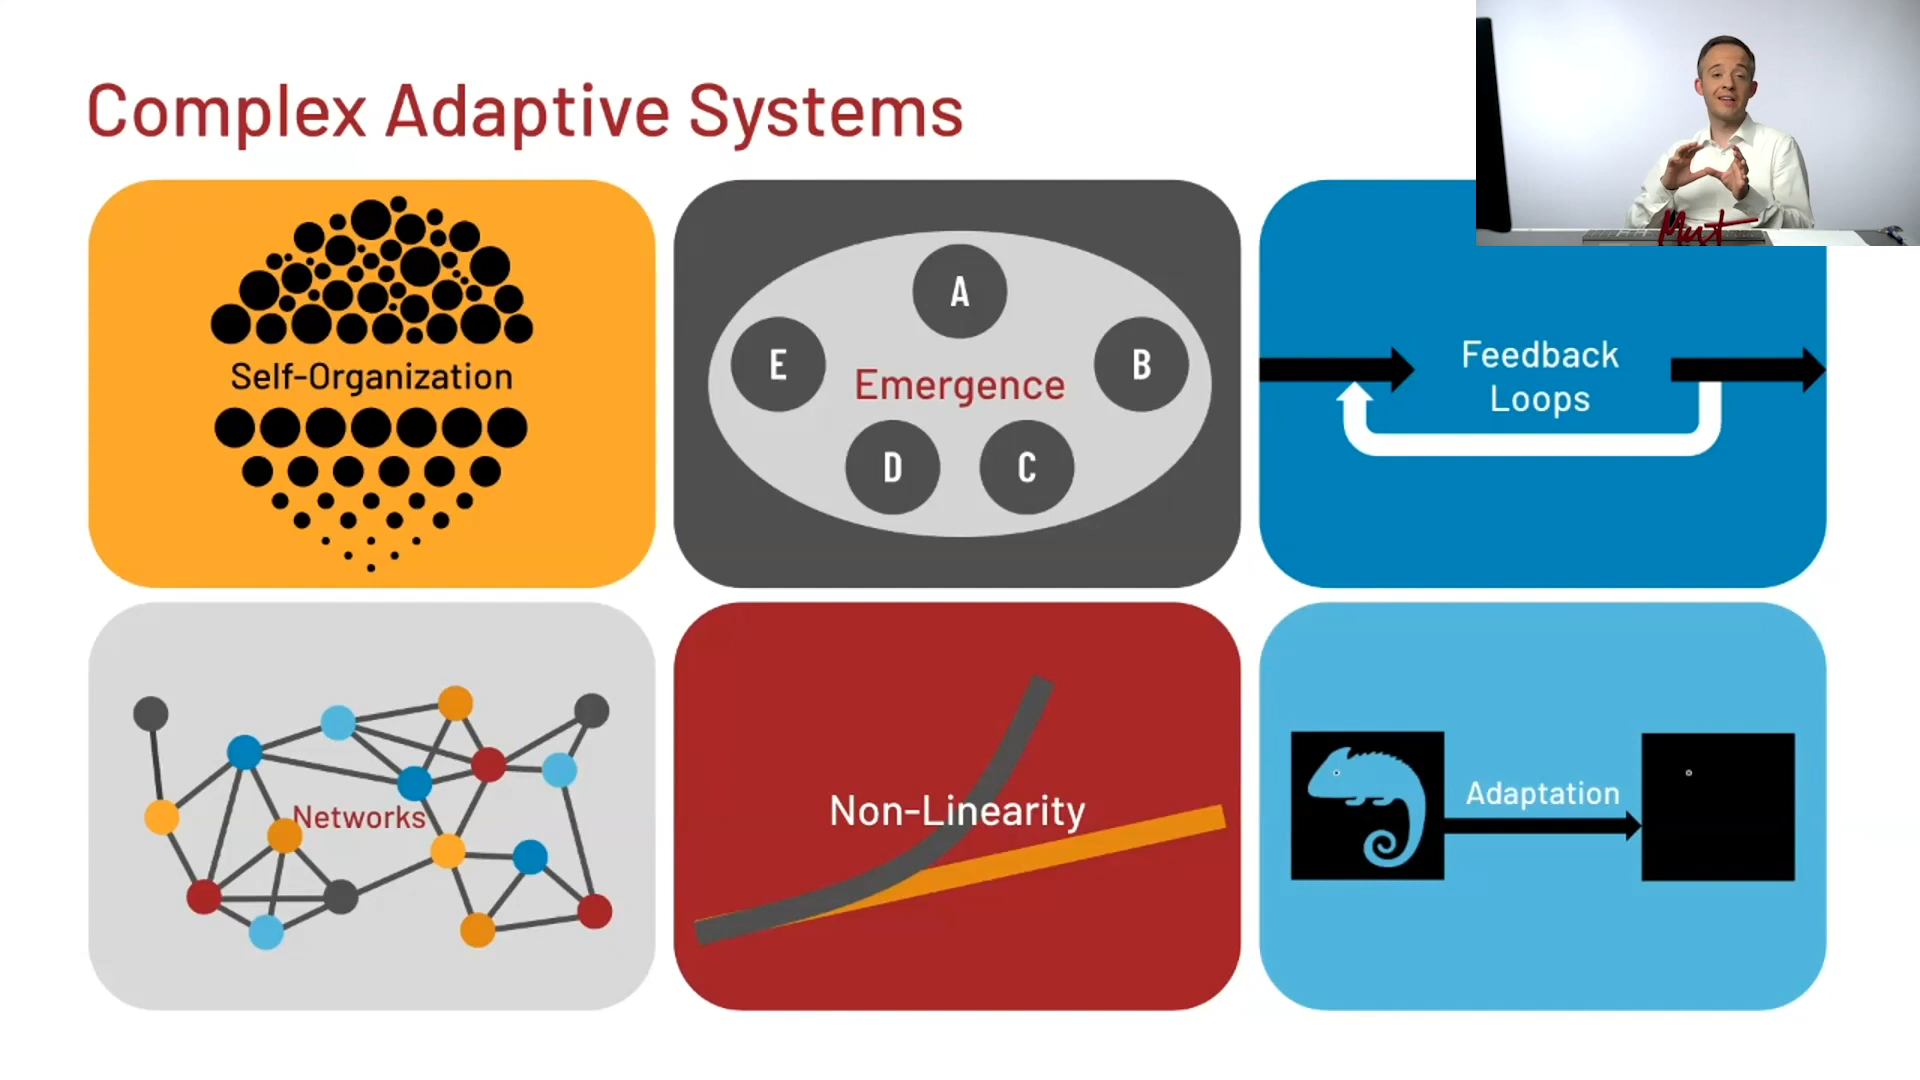 Complex Adaptive Systems
Self-Organization
A
E
B
Emergence
D
C
Feedback
Loops
Networks
Non-Linearity
Adaptation